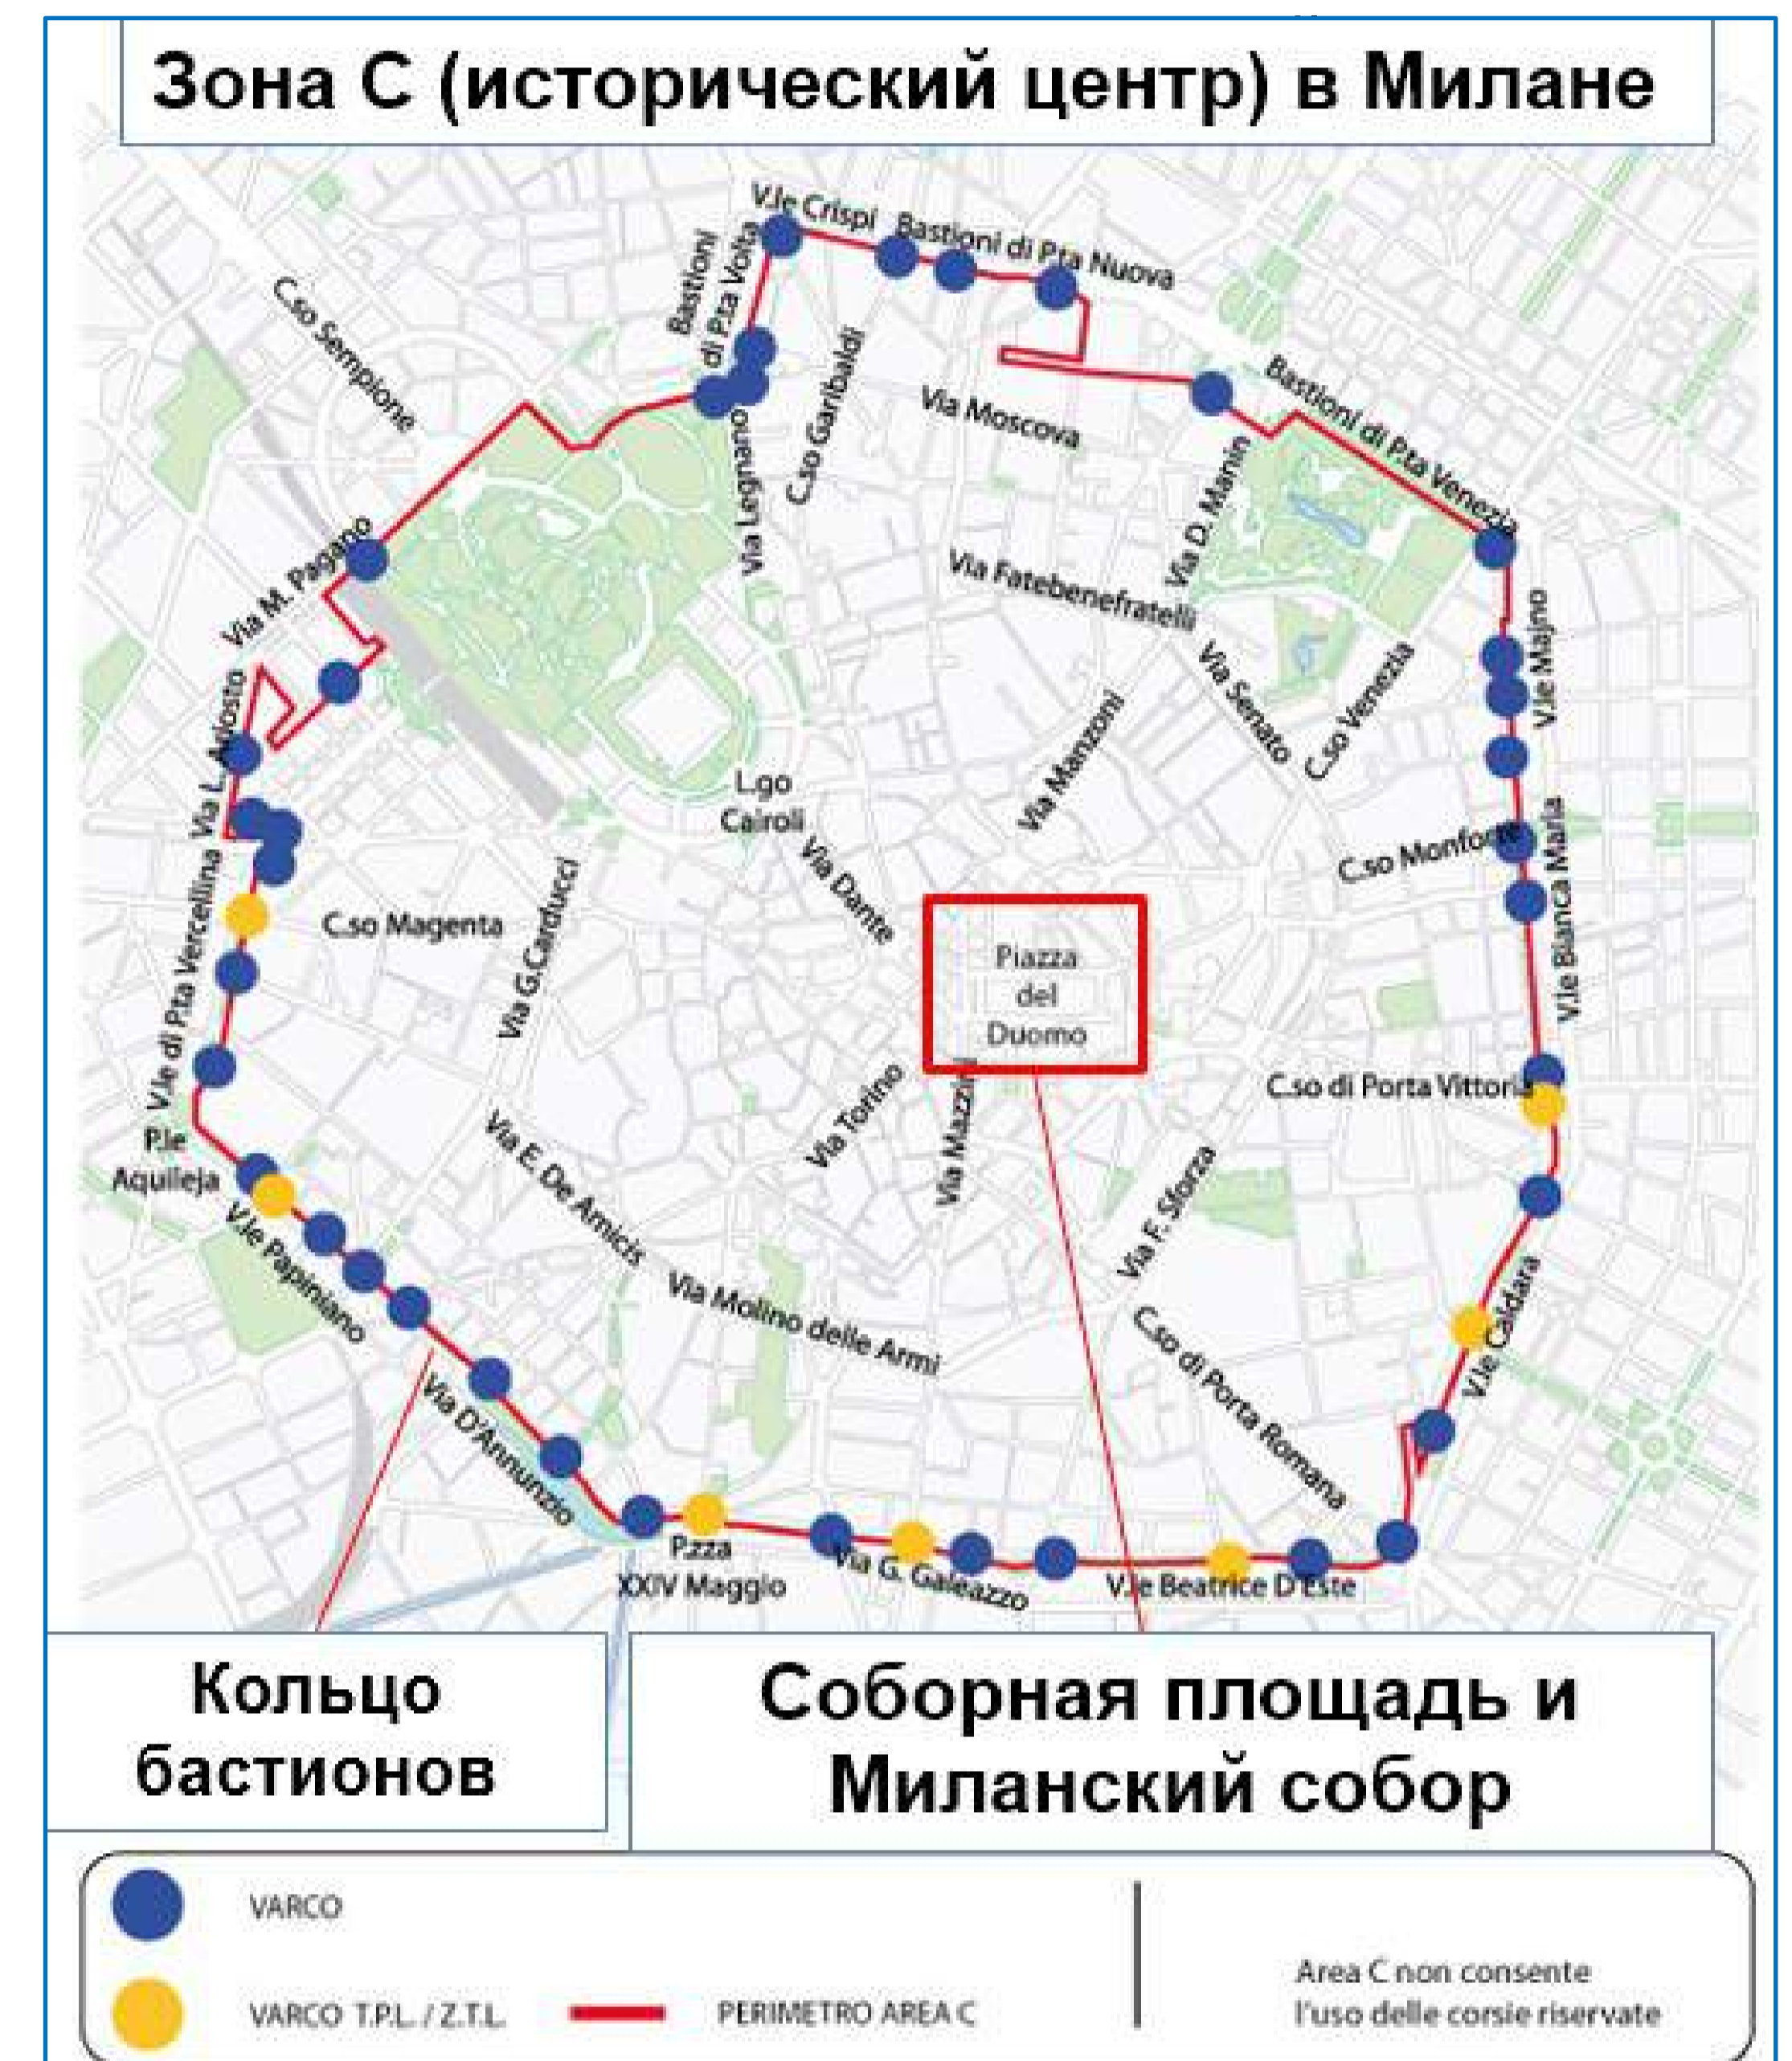 Зона С (исторический центр) в Милане
V.le Crispi
Bastioni di P.ta Nuova
Bastioni
di P.ta Volta
C.so Sempione
C.so Garibaldi
Via Legnano
Via Moscova
Bastioni di P.ta Venezia
Via D. Manin
Via M. Pagano
Via Fatebenefratelli
Via Senato
C.so Venezia
V.le Majno
Via L. Ariosto
Via Manzoni
L.go
Cairoli
Via Dante
C.so Monforte
V.le Bianca Maria
V.le di P.ta Vercellina
C.so Magenta
Via G.Carducci
Piazza
del
Duomo
Via Torino
Via Mazzini
C.so di Porta Vittoria
P.le
Aquileja
V.le Papiniano
Via E. De Amicis
Via Molino delle Armi
Via F. Sforza
C.so di Porta Romana
V.le Caldara
Via D'Annunzio
P.zza
XXIV Maggio
Via G. Galeazzo
V.le Beatrice D'Este
Кольцо
бастионов
Соборная площадь и
Миланский собор
VARCO
VARCO T.P.L. / Z.T.L.
PERIMETRO AREA C
Area C non consente
l'uso delle corsie riservate